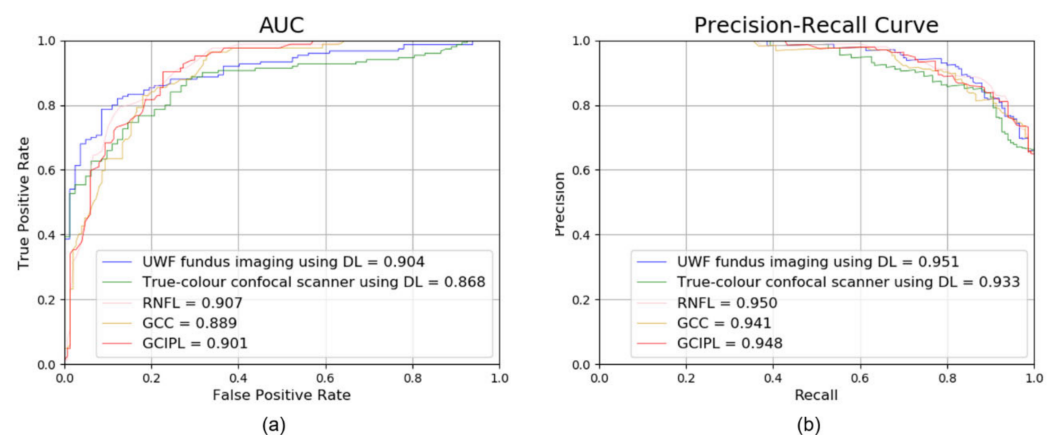 AUC
1.0
0.8
0.6
0.4
0.2
0.0
True Positive Rate
UWF fundus imaging using DL = 0.904
True-colour confocal scanner using DL = 0.868
RNFL = 0.907
GCC = 0.889
GCIPL = 0.901
0.0 0.2 0.4 0.6 0.8 1.0
False Positive Rate
(a)
Precision-Recall Curve
1.0
0.8
0.6
0.4
0.2
0.0
Precision
UWF fundus imaging using DL = 0.951
True-colour confocal scanner using DL = 0.933
RNFL = 0.950
GCC = 0.941
GCIPL = 0.948
0.0 0.2 0.4 0.6 0.8 1.0
Recall
(b)